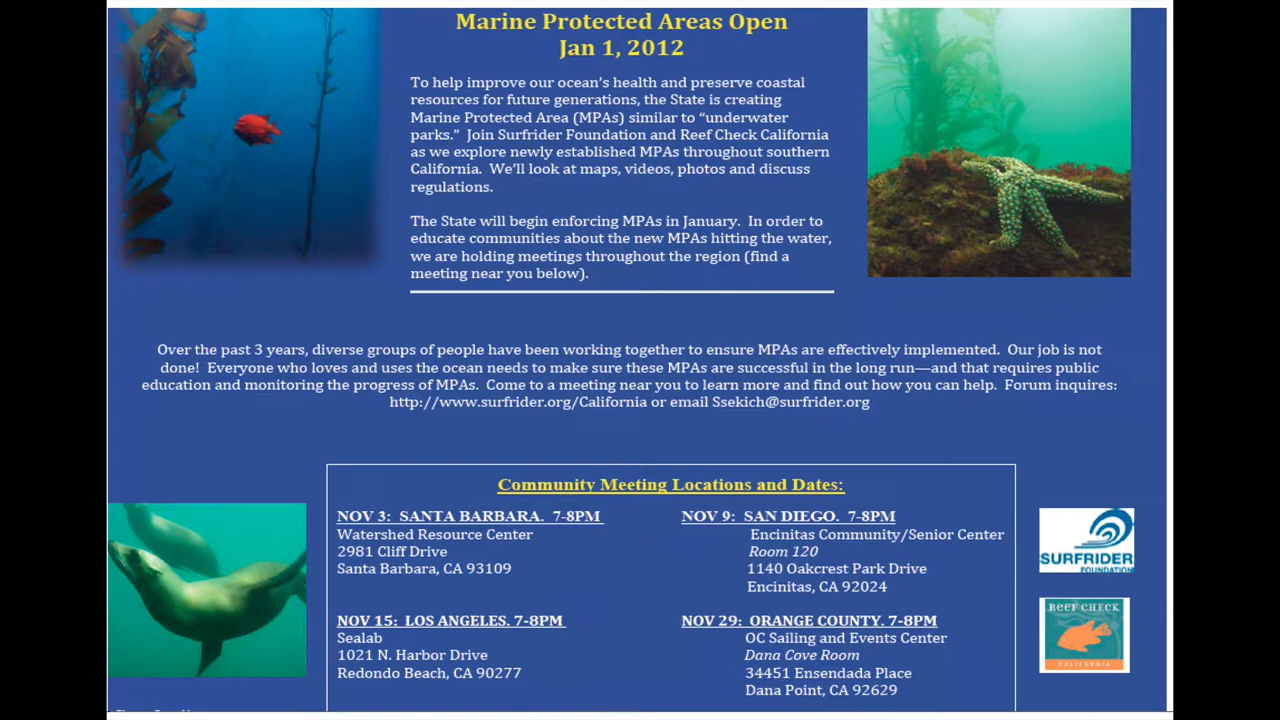 Marine Protected Areas Open
Jan 1, 2012
To help improve our ocean's health and preserve coastal
resources for future generations, the State is creating
Marine Protected Area (MPAs) similar to “underwater
parks.” Join Surfrider Foundation and Reef Check California
as we explore newly established MPAs throughout southern
California. We'll look at maps, videos, photos and discuss
regulations.
The State will begin enforcing MPAs in January. In order to
educate communities about the new MPAs hitting the water,
we are holding meetings throughout the region (find a
meeting near you below).
Over the past 3 years, diverse groups of people have been working together to ensure MPAs are effectively implemented. Our job is not
done! Everyone who loves and uses the ocean needs to make sure these MPAs are successful in the long run—and that requires public
education and monitoring the progress of MPAs. Come to a meeting near you to learn more and find out how you can help. Forum inquires:
http://www.surfrider.org/California or email Ssekich@surfrider.org
Community Meeting Locations and Dates:
NOV 3: SANTA BARBARA. 7-8PM
Watershed Resource Center
2981 Cliff Drive
Santa Barbara, CA 93109
NOV 9: SAN DIEGO. 7-8PM
Encinitas Community/Senior Center
Room 120
1140 Oakcrest Park Drive
Encinitas, CA 92024
NOV 15: LOS ANGELES. 7-8PM
Sealab
1021 N. Harbor Drive
Redondo Beach, CA 90277
NOV 29: ORANGE COUNTY. 7-8PM
OC Sailing and Events Center
Dana Cove Room
34451 Ensendada Place
Dana Point, CA 92629
SURFRIDER
FOUNDATION
REEF CHECK
CALIFORNIA